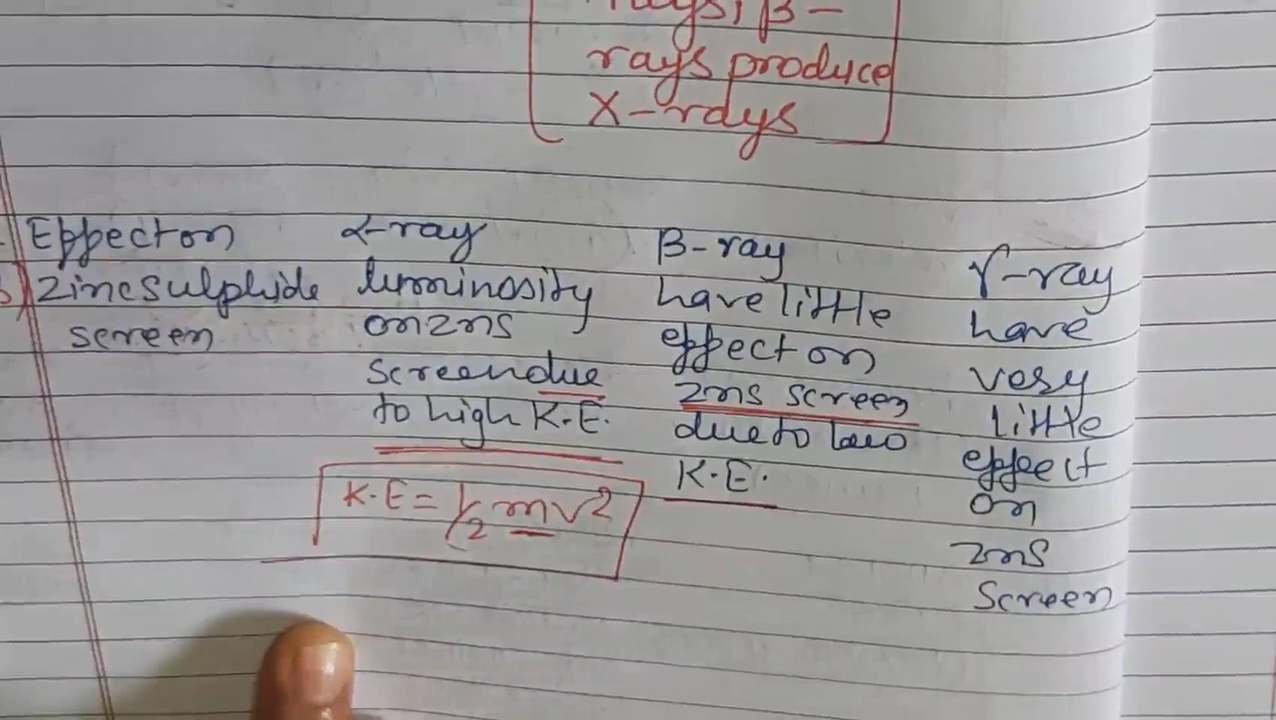 rays, β-
rays produce
X-rays
Effect on
Zinc sulphide
screen
α-ray
luminosity
on zns
screen due
to high K.E.
K.E = 1/2 mv2
β-ray
have little
effect on
zns screen
due to low
K.E.
γ-ray
have
very
little
effect
on
zns
Screen